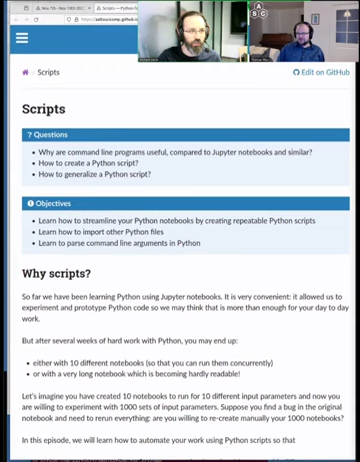 Scripts
Edit on GitHub
Scripts
? Questions
Why are command line programs useful, compared to Jupyter notebooks and similar?
How to create a Python script?
How to generalize a Python script?
Objectives
Learn how to streamline your Python notebooks by creating repeatable Python scripts
Learn how to import other Python files
Learn to parse command line arguments in Python
Why scripts?
So far we have been learning Python using Jupyter notebooks. It is very convenient: it allowed us to
experiment and prototype Python code so we may think that is more than enough for your day to day
work.
But after several weeks of hard work with Python, you may end up:
either with 10 different notebooks (so that you can run them concurrently)
or with a very long notebook which is becoming hardly readable!
Let's imagine you have created 10 notebooks to run for 10 different input parameters and now you
are willing to experiment with 1000 sets of input parameters. Suppose you find a bug in the original
notebook and need to rerun everything: are you willing to re-create manually your 1000 notebooks?
In this episode, we will learn how to automate your work using Python scripts so that